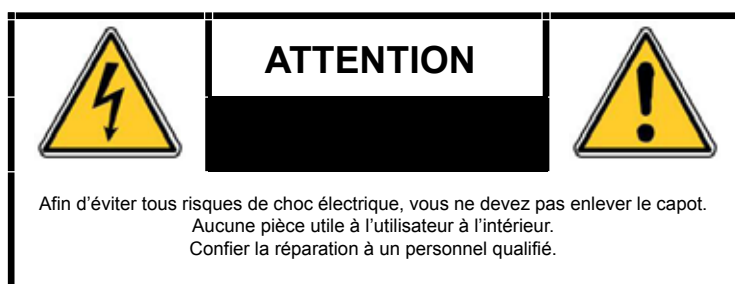 ATTENTION
Afin d’éviter tous risques de choc électrique, vous ne devez pas enlever le capot.
Aucune pièce utile à l’utilisateur à l’intérieur.
Confier la réparation à un personnel qualifié.